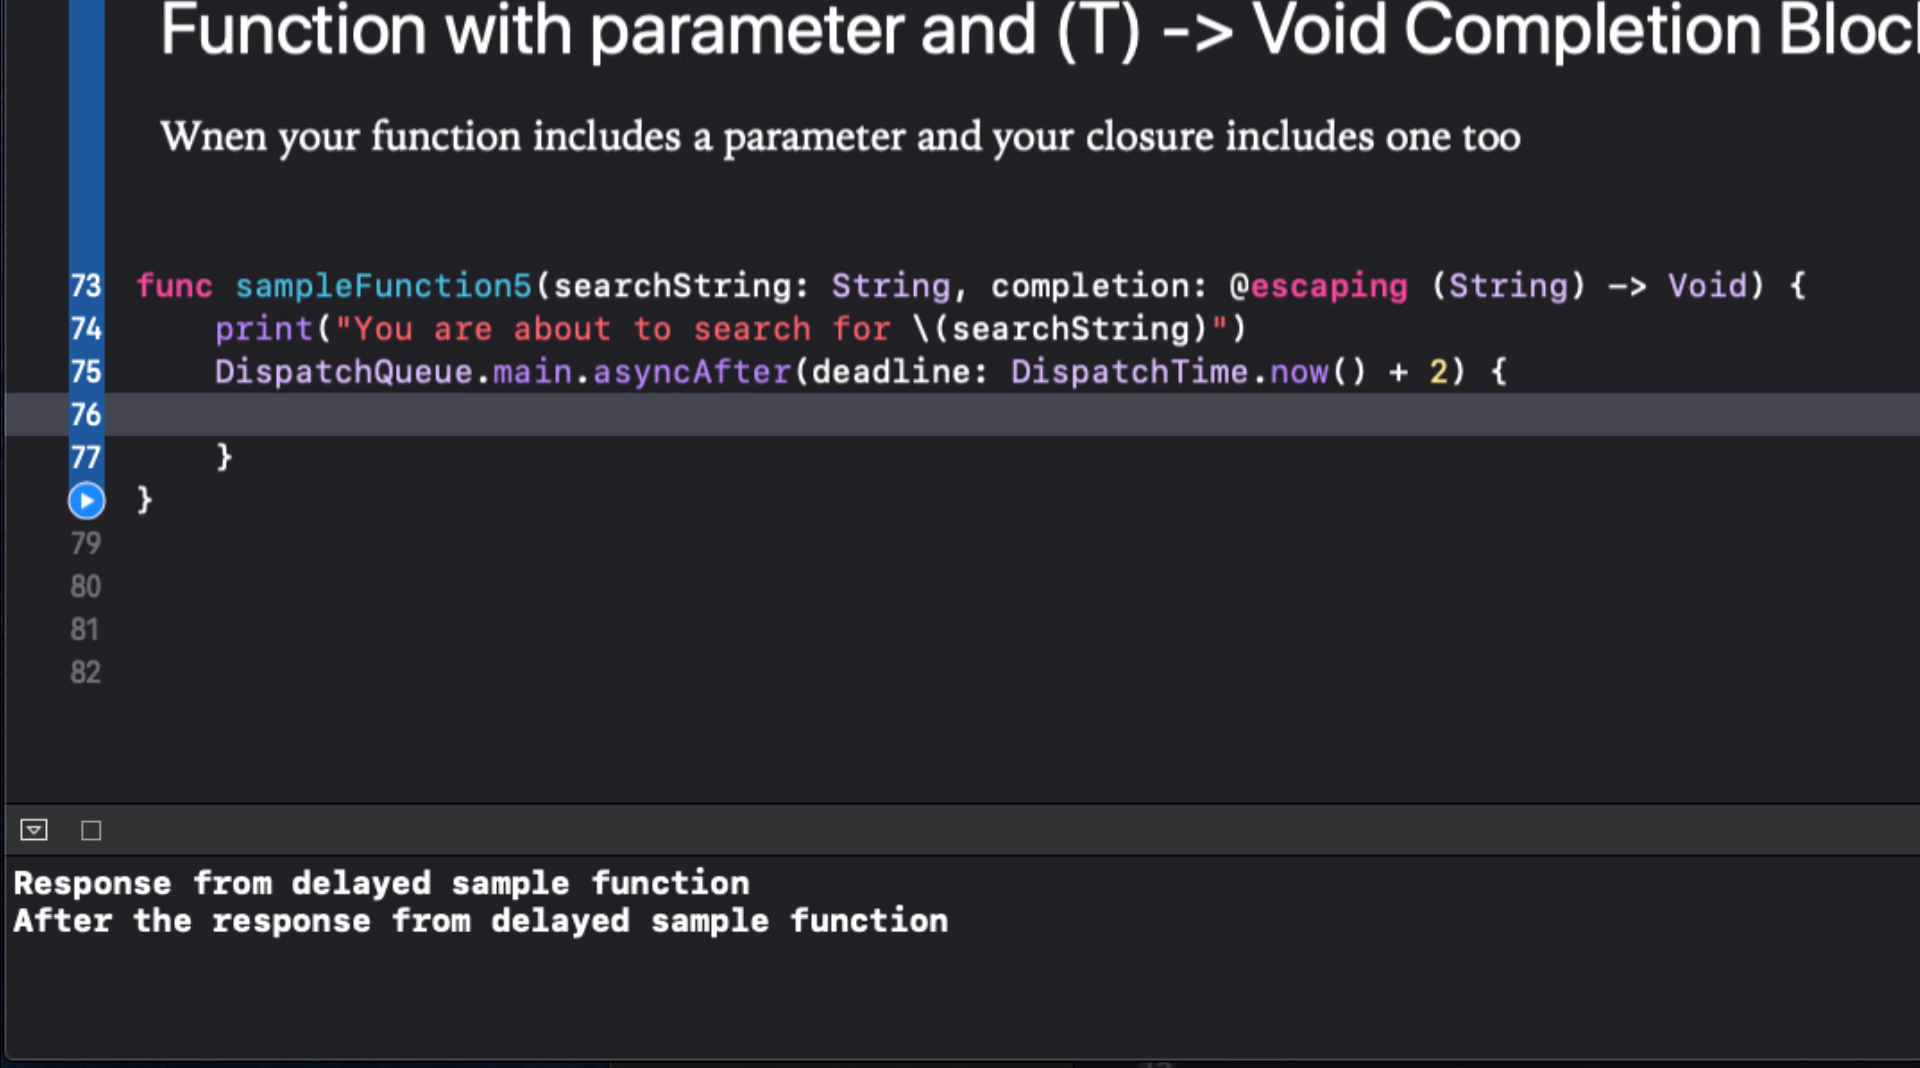 Function with parameter and (T) -> Void Completion Bloc
Wnen your function includes a parameter and your closure includes one too
73 func sampleFunction5(searchString: String, completion: @escaping (String) -> Void) {
74 print("You are about to search for \(searchString)")
75 DispatchQueue.main.asyncAfter(deadline: DispatchTime.now() + 2) {
76
77 }
}
79
80
81
82
Response from delayed sample function
After the response from delayed sample function